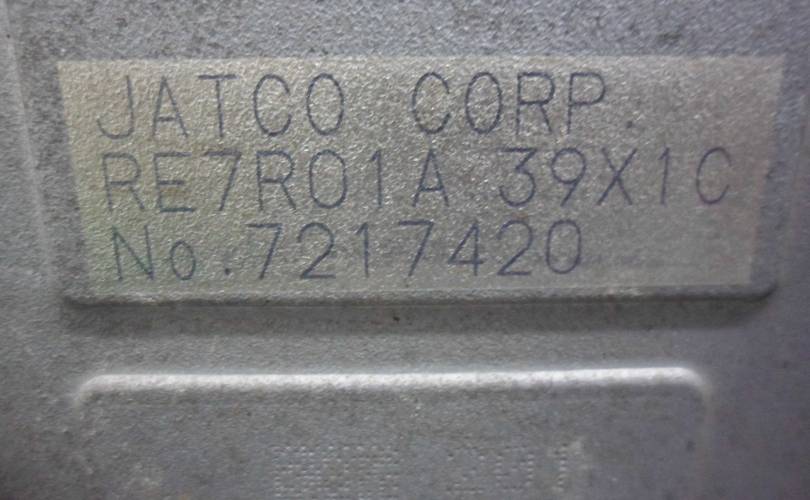 JATCO CORP.
RE7R01A 39X1C
No.7217420